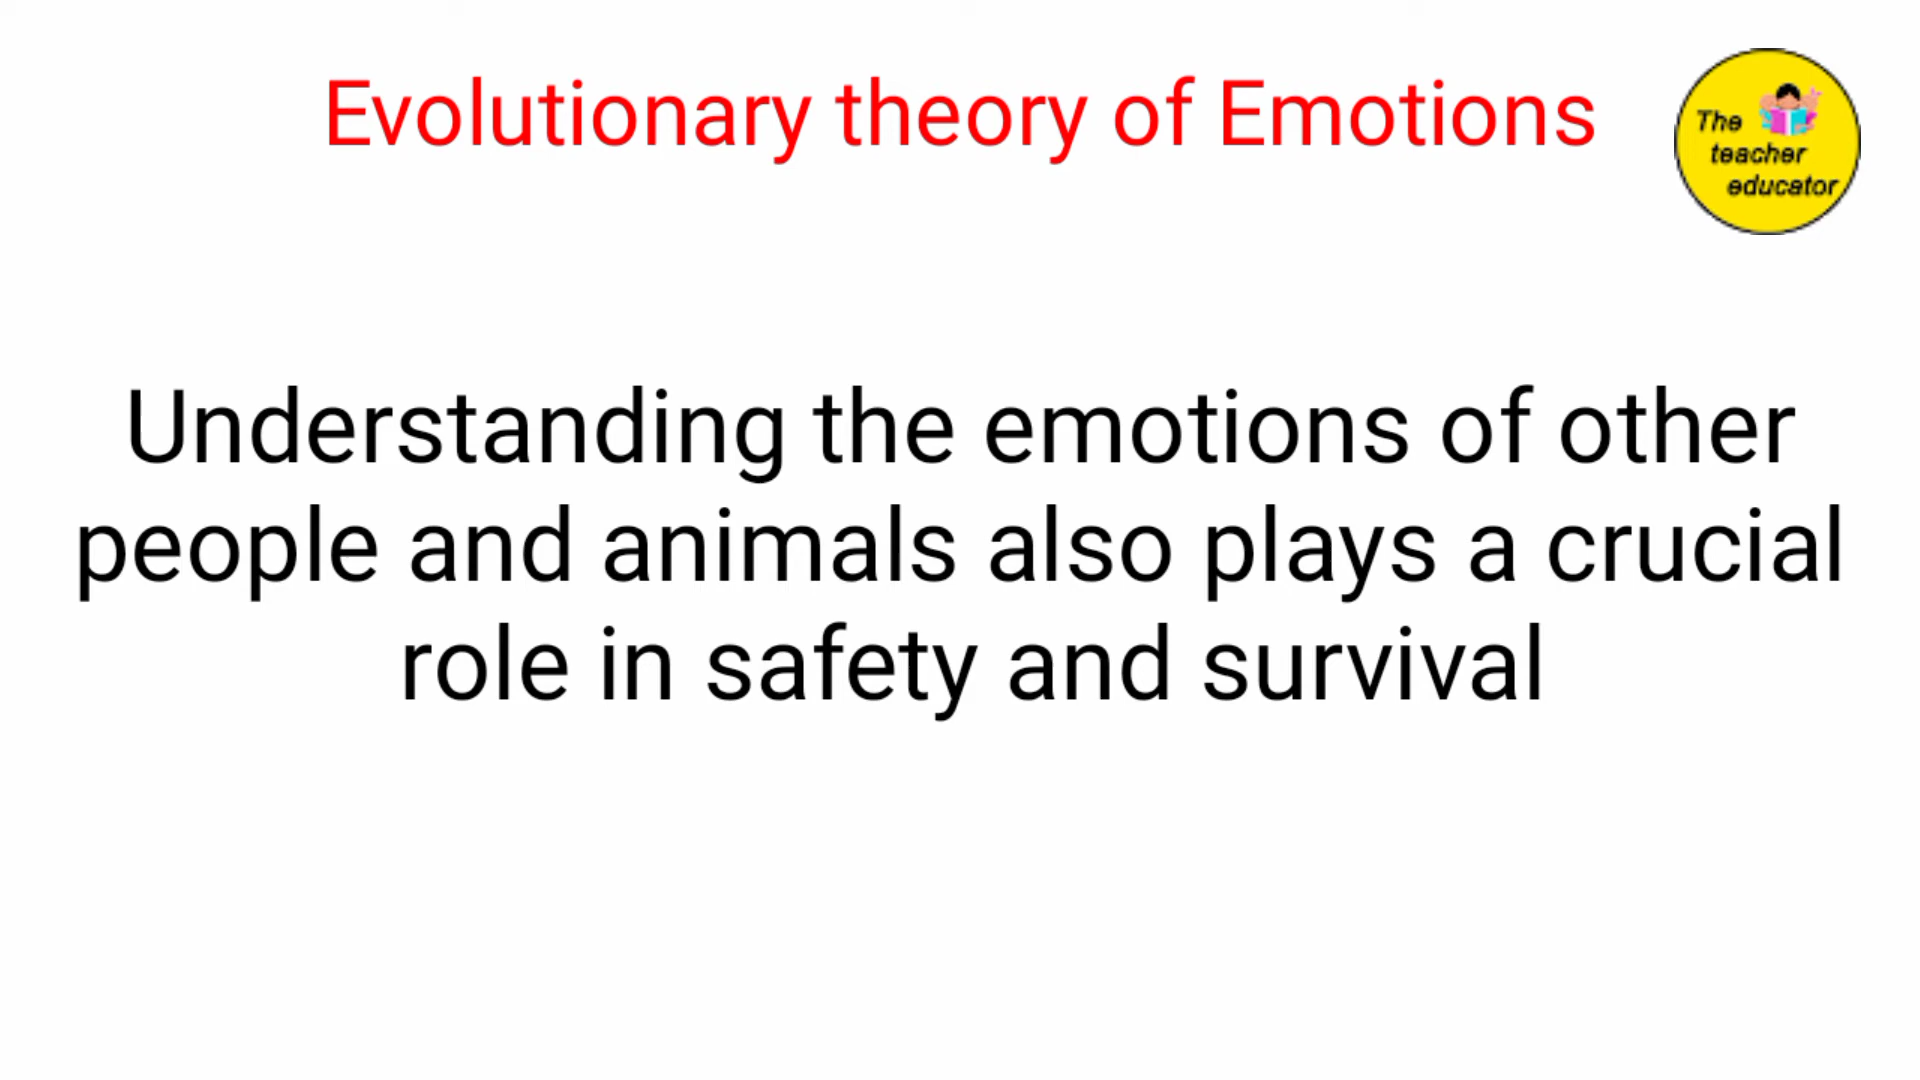 Evolutionary theory of Emotions
The
teacher
educator
Understanding the emotions of other
people and animals also plays a crucial
role in safety and survival